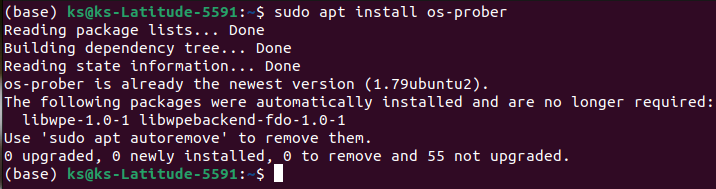 (base) ks@ks-Latitude-5591:~$ sudo apt install os-prober
Reading package lists... Done
Building dependency tree... Done
Reading state information... Done
os-prober is already the newest version (1.79ubuntu2).
The following packages were automatically installed and are no longer required:
  libwpe-1.0-1 libwpebackend-fdo-1.0-1
Use 'sudo apt autoremove' to remove them.
0 upgraded, 0 newly installed, 0 to remove and 55 not upgraded.
(base) ks@ks-Latitude-5591:~$